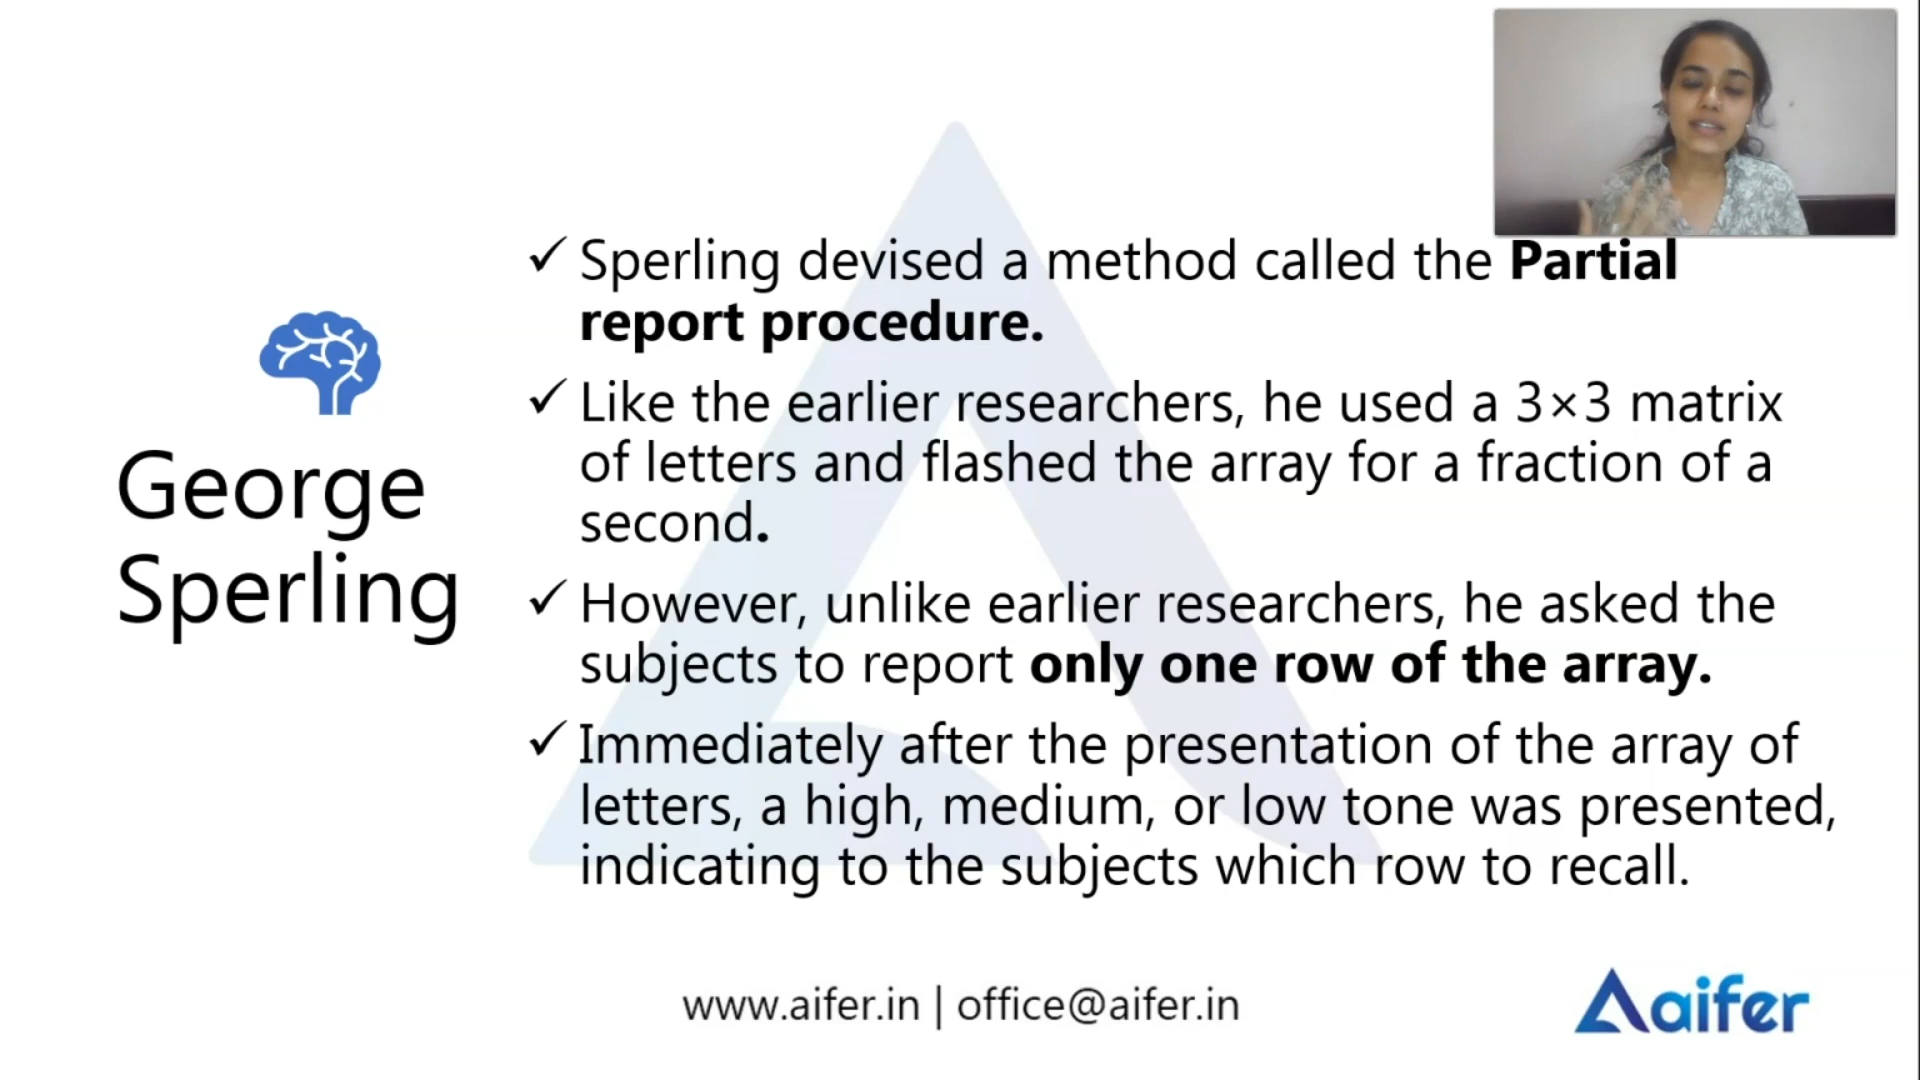 George
Sperling
✓ Sperling devised a method called the Partial
report procedure.
✓ Like the earlier researchers, he used a 3×3 matrix
of letters and flashed the array for a fraction of a
second.
✓ However, unlike earlier researchers, he asked the
subjects to report only one row of the array.
✓ Immediately after the presentation of the array of
letters, a high, medium, or low tone was presented,
indicating to the subjects which row to recall.
www.aifer.in | office@aifer.in
aifer